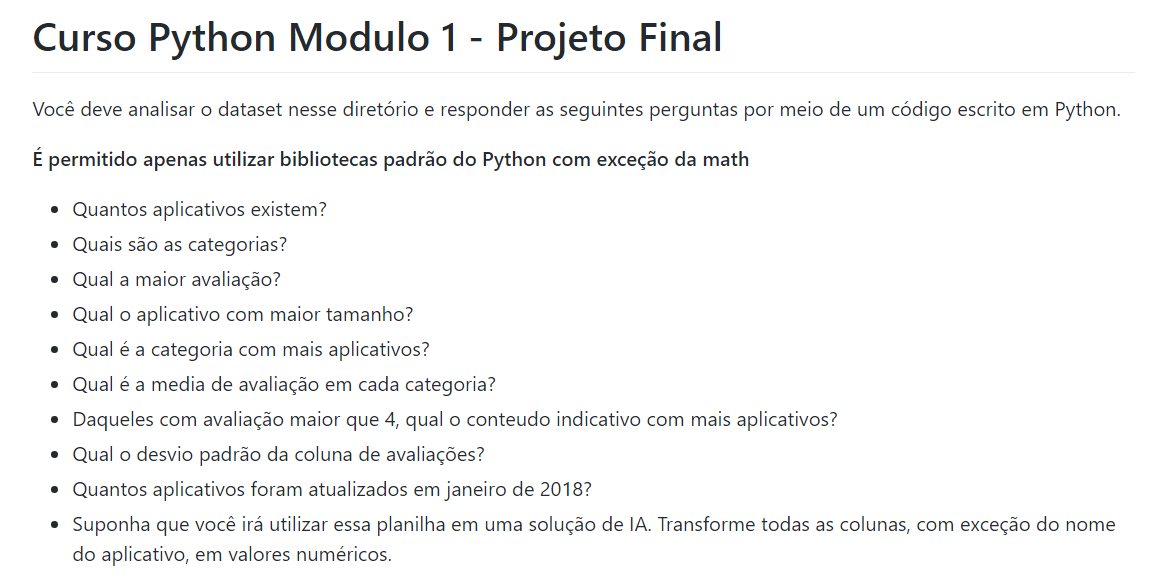 Curso Python Modulo 1 - Projeto Final
Você deve analisar o dataset nesse diretório e responder as seguintes perguntas por meio de um código escrito em Python.
É permitido apenas utilizar bibliotecas padrão do Python com exceção da math
• Quantos aplicativos existem?
• Quais são as categorias?
• Qual a maior avaliação?
• Qual o aplicativo com maior tamanho?
• Qual é a categoria com mais aplicativos?
• Qual é a media de avaliação em cada categoria?
• Daqueles com avaliação maior que 4, qual o conteudo indicativo com mais aplicativos?
• Qual o desvio padrão da coluna de avaliações?
• Quantos aplicativos foram atualizados em janeiro de 2018?
• Suponha que você irá utilizar essa planilha em uma solução de IA. Transforme todas as colunas, com exceção do nome
do aplicativo, em valores numéricos.